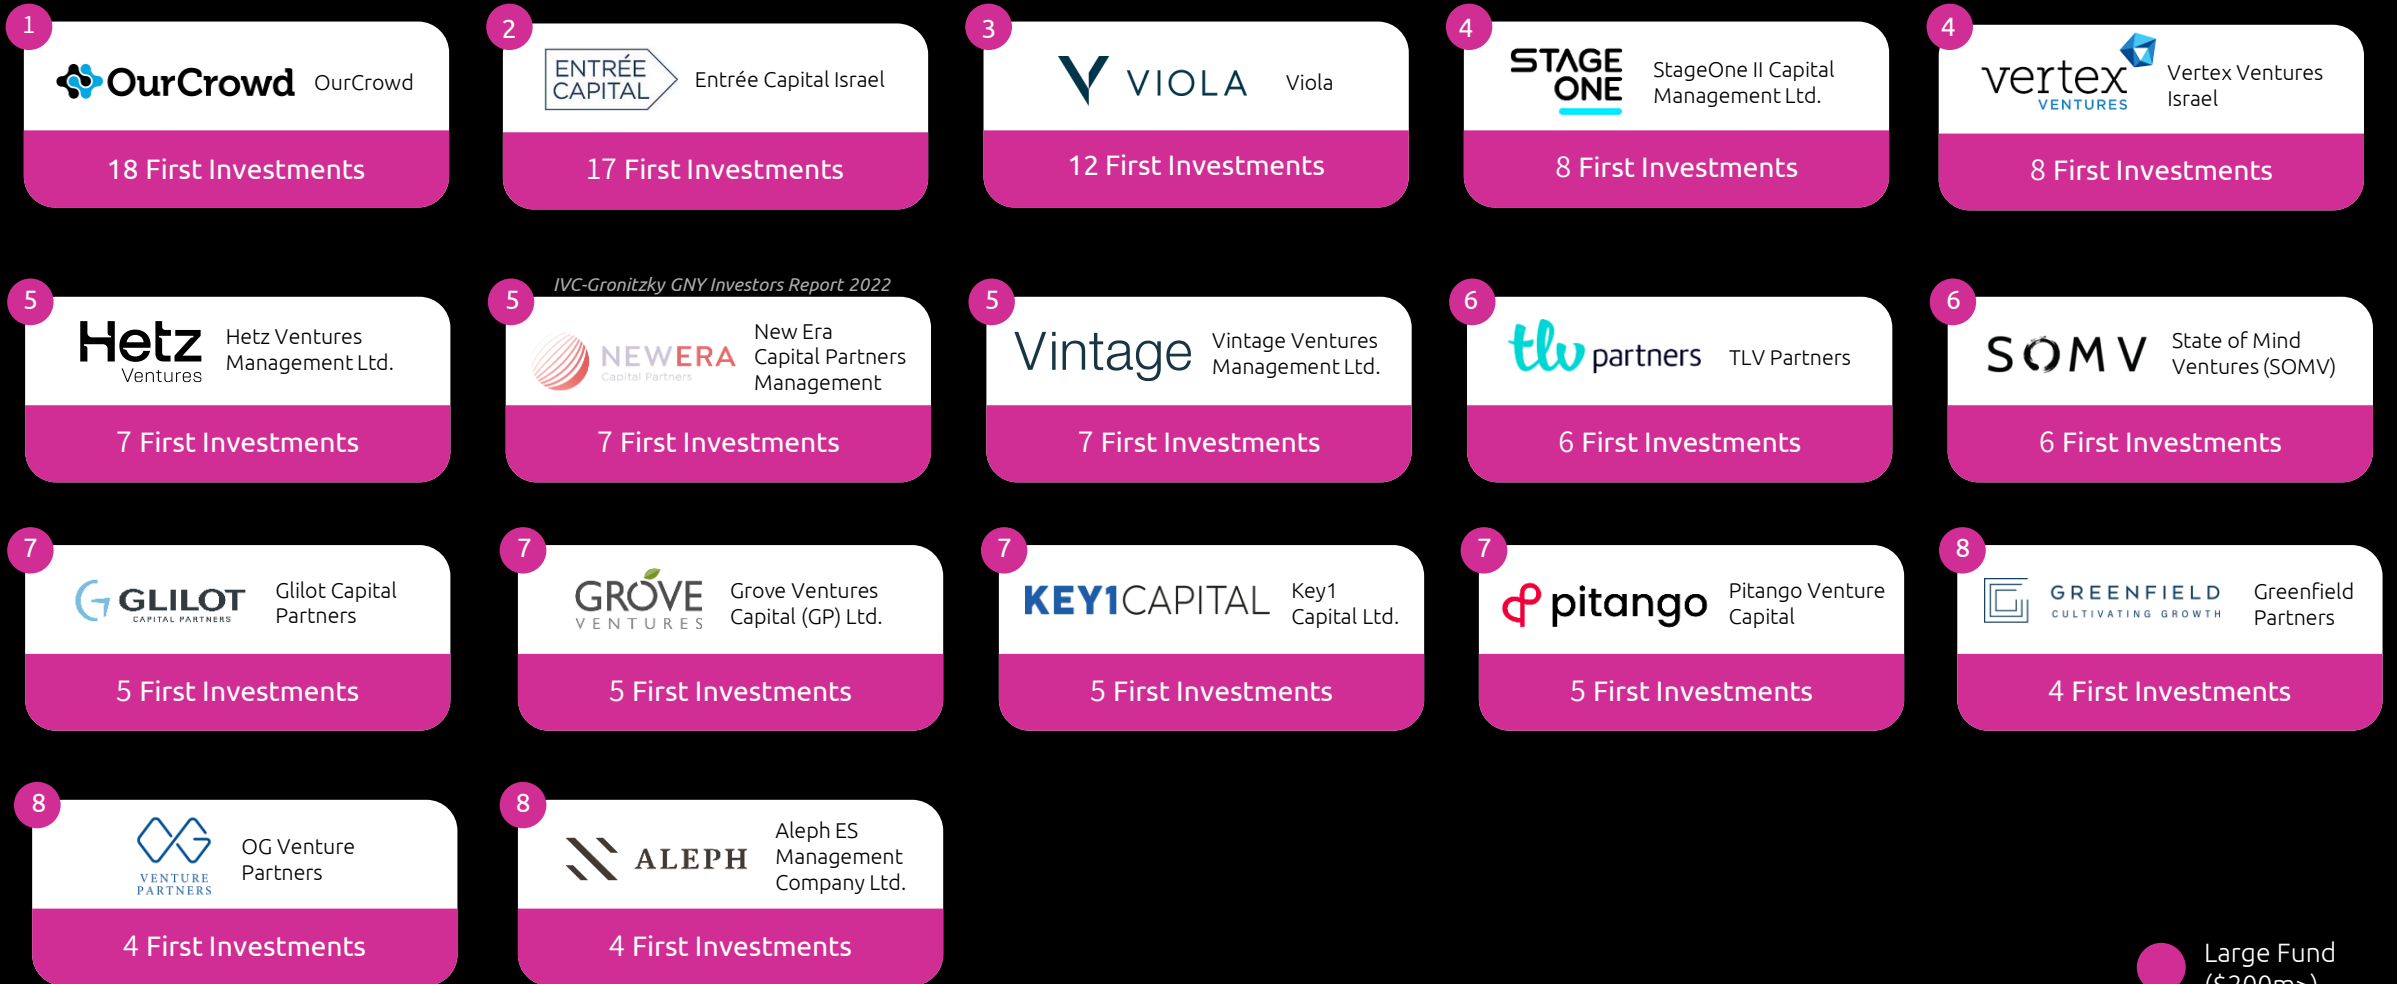 1
OurCrowd
OurCrowd
18 First Investments
2
ENTRÉE
CAPITAL
Entrée Capital Israel
17 First Investments
3
VIOLA
Viola
12 First Investments
4
STAGE
ONE
StageOne II Capital
Management Ltd.
8 First Investments
4
vertex
VENTURES
Vertex Ventures
Israel
8 First Investments
IVC-Gronitzky GNY Investors Report 2022
5
Hetz
Ventures
Hetz Ventures
Management Ltd.
7 First Investments
5
NEWERA
Capital Partners
New Era
Capital Partners
Management
7 First Investments
5
Vintage
Vintage Ventures
Management Ltd.
7 First Investments
6
tlv partners
TLV Partners
6 First Investments
6
SOMV
State of Mind
Ventures (SOMV)
6 First Investments
7
GLILOT
CAPITAL PARTNERS
Glilot Capital
Partners
5 First Investments
7
GROVE
VENTURES
Grove Ventures
Capital (GP) Ltd.
5 First Investments
7
KEY1CAPITAL
Key1
Capital Ltd.
5 First Investments
7
pitango
Pitango Venture
Capital
5 First Investments
8
GREENFIELD
CULTIVATING GROWTH
Greenfield
Partners
4 First Investments
8
OG
VENTURE
PARTNERS
OG Venture
Partners
4 First Investments
8
ALEPH
Aleph ES
Management
Company Ltd.
4 First Investments
Large Fund